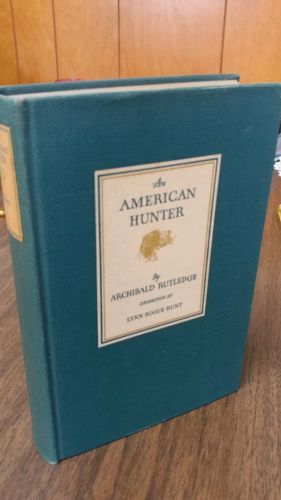 An
AMERICAN
HUNTER
By
ARCHIBALD RUTLEDGE
DRAWINGS BY
LYNN BOGUE HUNT